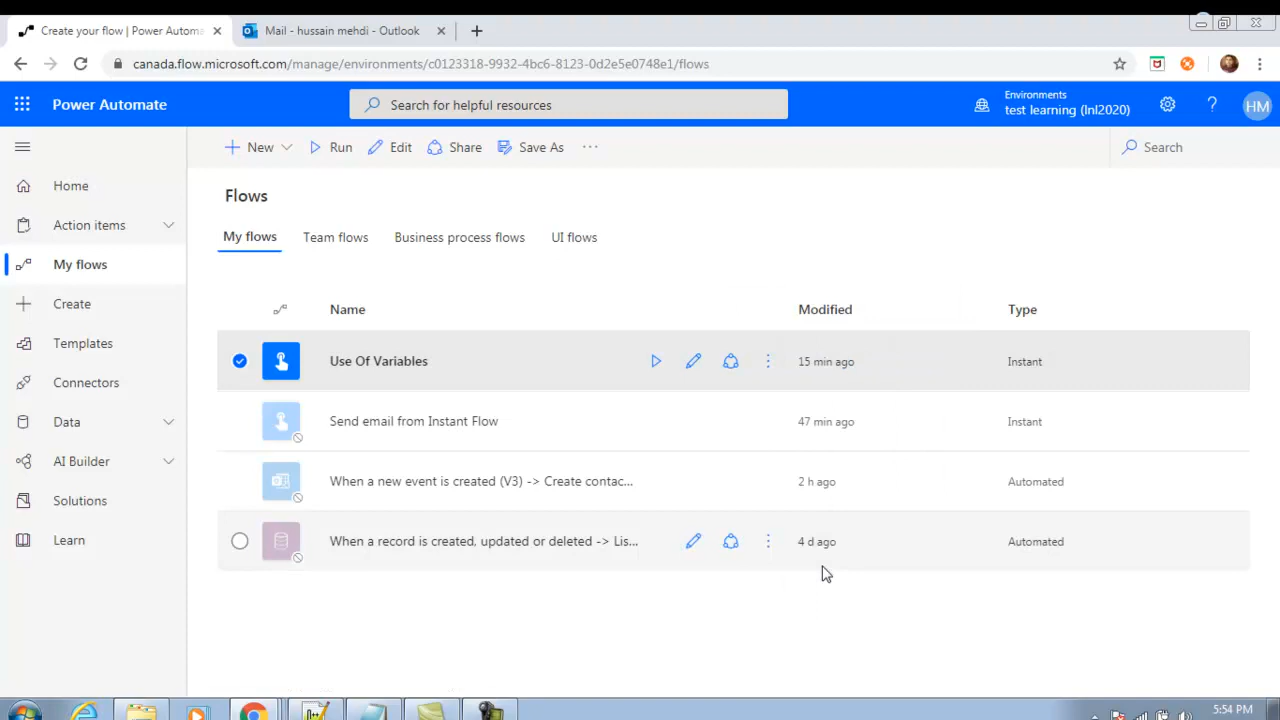 Create your flow | Power Automa
Mail - hussain mehdi - Outlook
canada.flow.microsoft.com/manage/environments/c0123318-9932-4bc6-8123-0d2e5e0748e1/flows
Power Automate
Search for helpful resources
Environments
test learning (lnl2020)
?
HM
New
Run
Edit
Share
Save As
Search
Home
Action items
My flows
Create
Templates
Connectors
Data
AI Builder
Solutions
Learn
Flows
My flows Team flows Business process flows UI flows
Name Modified Type
Use Of Variables 15 min ago Instant
Send email from Instant Flow 47 min ago Instant
When a new event is created (V3) -> Create contac... 2 h ago Automated
When a record is created, updated or deleted -> Lis... 4 d ago Automated
5:54 PM